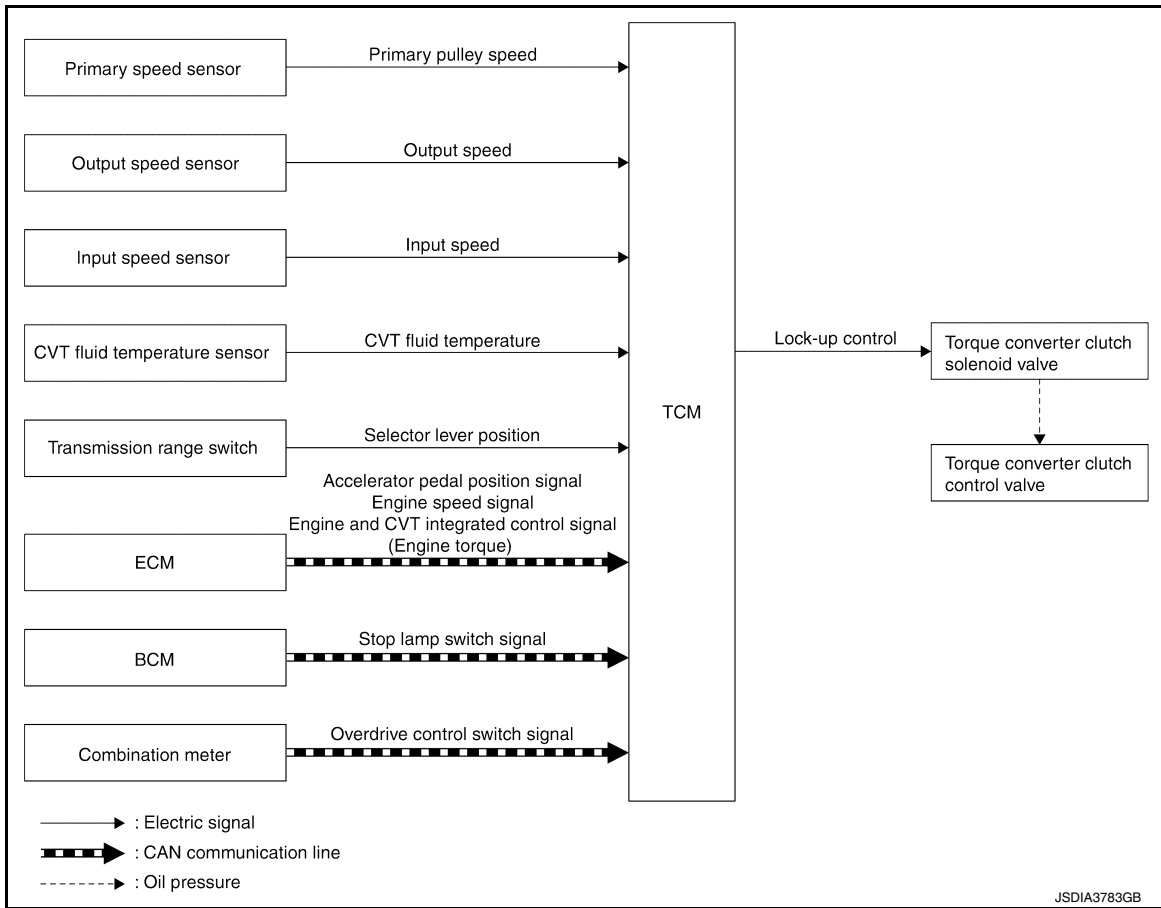 Primary speed sensor
Primary pulley speed
Output speed sensor
Output speed
Input speed sensor
Input speed
CVT fluid temperature sensor
CVT fluid temperature
Transmission range switch
Selector lever position
ECM
Accelerator pedal position signal
Engine speed signal
Engine and CVT integrated control signal
(Engine torque)
BCM
Stop lamp switch signal
Combination meter
Overdrive control switch signal
TCM
Lock-up control
Torque converter clutch
solenoid valve
Torque converter clutch
control valve
: Electric signal
: CAN communication line
: Oil pressure
JSDIA3783GB